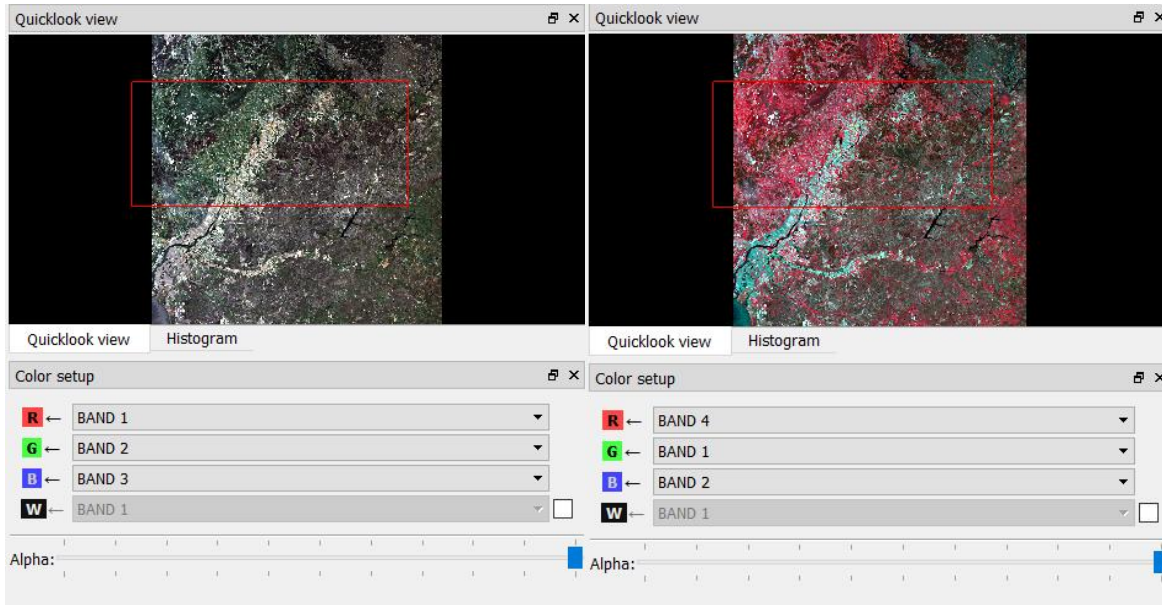 Quicklook view
Quicklook view Histogram
Color setup
R ← BAND 1
G ← BAND 2
B ← BAND 3
W ← BAND 1
Alpha:
Quicklook view
Quicklook view Histogram
Color setup
R ← BAND 4
G ← BAND 1
B ← BAND 2
W ← BAND 1
Alpha: